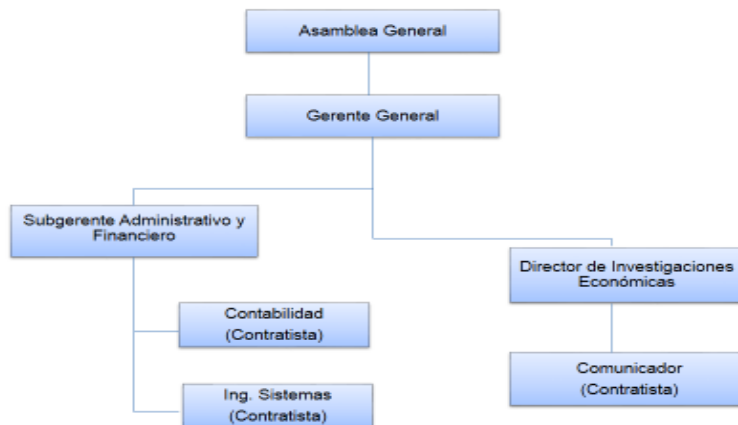 Asamblea General
Gerente General
Subgerente Administrativo y
Financiero
Director de Investigaciones
Económicas
Contabilidad
(Contratista)
Comunicador
(Contratista)
Ing. Sistemas
(Contratista)